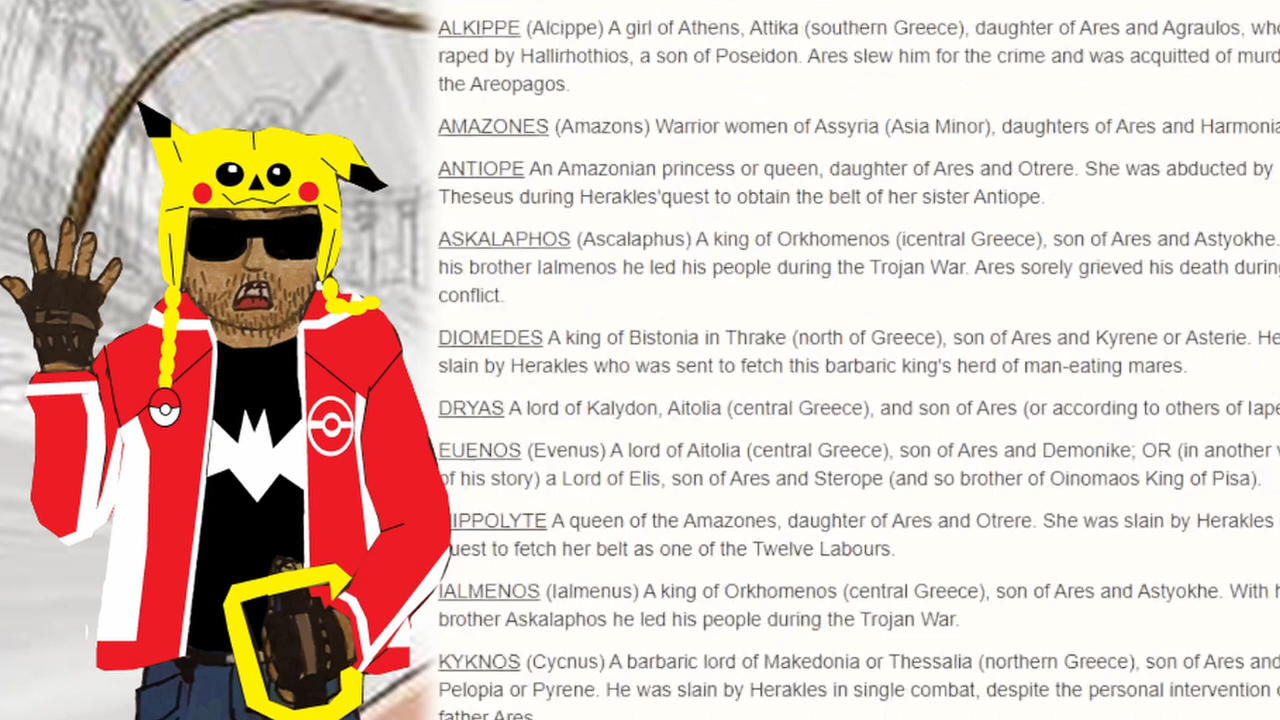 ALKIPPE (Alcippe) A girl of Athens, Attika (southern Greece), daughter of Ares and Agraulos,
raped by Hallirhothios, a son of Poseidon. Ares slew him for the crime and was acquitted of
the Areopagos.
AMAZONES (Amazons) Warrior women of Assyria (Asia Minor), daughters of Ares and Harmonia
ANTIOPE An Amazonian princess or queen, daughter of Ares and Otrere. She was abducted by
Theseus during Herakles'quest to obtain the belt of her sister Antiope.
ASKALAPHOS (Ascalaphus) A king of Orkhomenos (icentral Greece), son of Ares and Astyokhe.
his brother Ialmenos he led his people during the Trojan War. Ares sorely grieved his death during
conflict.
DIOMEDES A king of Bistonia in Thrake (north of Greece), son of Ares and Kyrene or Asterie. He
slain by Herakles who was sent to fetch this barbaric king's herd of man-eating mares.
DRYAS A lord of Kalydon, Aitolia (central Greece), and son of Ares (or according to others of
EUENOS (Evenus) A lord of Aitolia (central Greece), son of Ares and Demonike; OR (in another
of his story) a Lord of Elis, son of Ares and Sterope (and so brother of Oinomaos King of Pisa).
HIPPOLYTE A queen of the Amazones, daughter of Ares and Otrere. She was slain by Herakles
quest to fetch her belt as one of the Twelve Labours.
IALMENOS (Ialmenus) A king of Orkhomenos (central Greece), son of Ares and Astyokhe. With
brother Askalaphos he led his people during the Trojan War.
KYKNOS (Cycnus) A barbaric lord of Makedonia or Thessalia (northern Greece), son of Ares and
Pelopia or Pyrene. He was slain by Herakles in single combat, despite the personal intervention
father Ares.